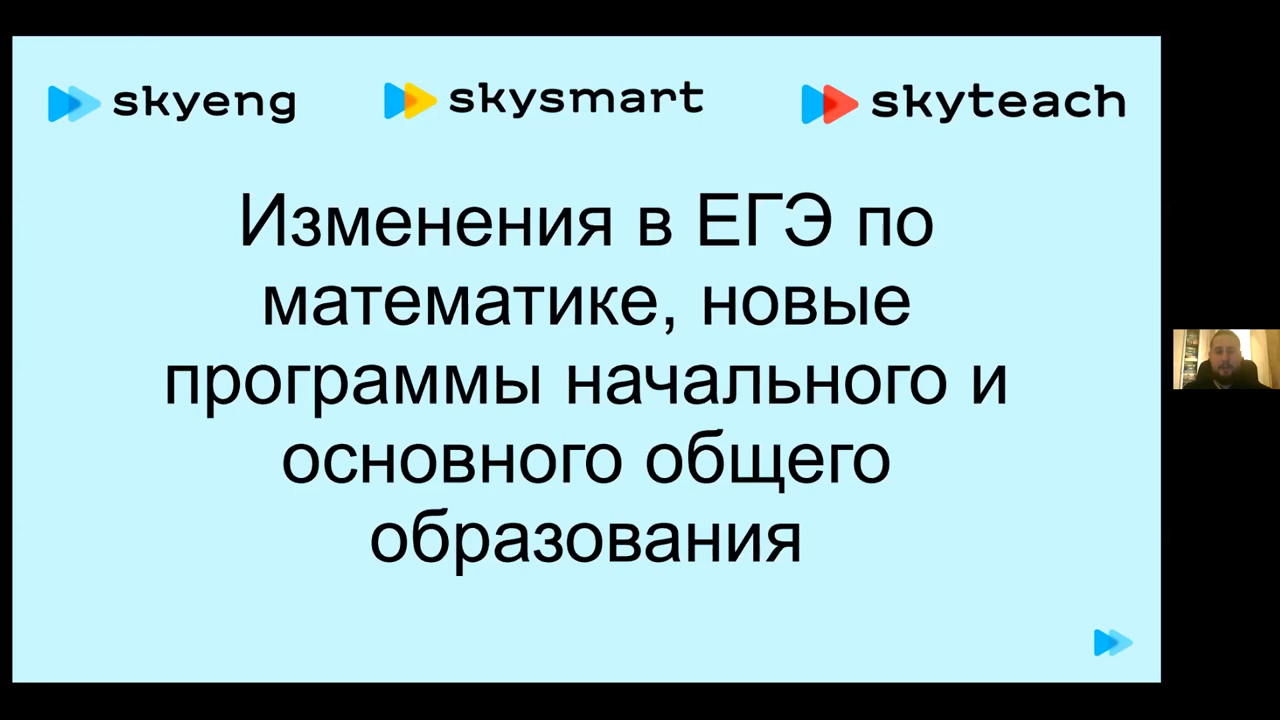 skyeng skysmart skyteach
Изменения в ЕГЭ по
математике, новые
программы начального и
основного общего
образования